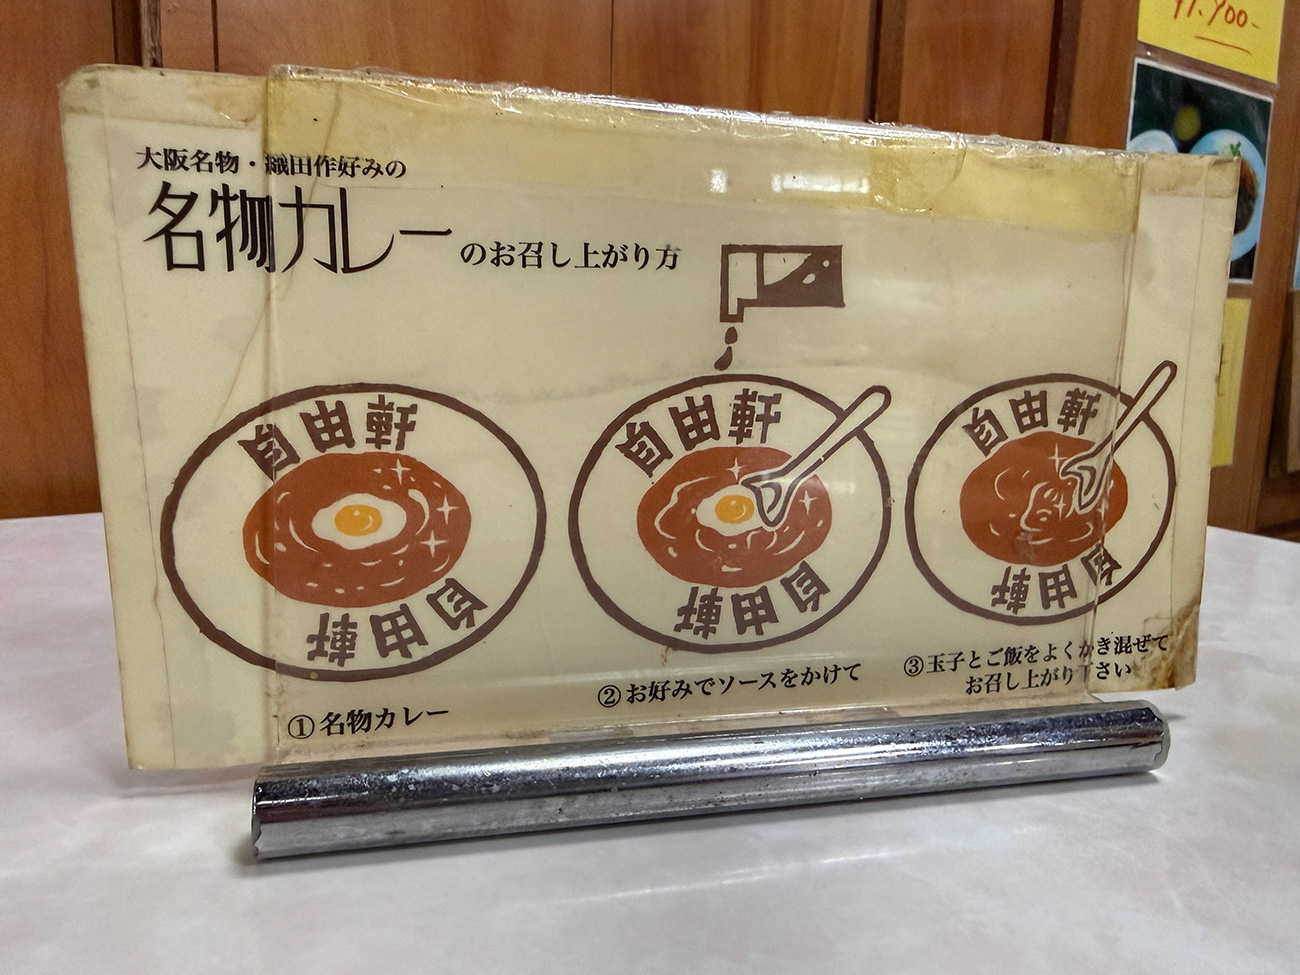 ¥1,900-
大阪名物・織田作好みの
名物カレーのお召し上がり方
自由軒
自由軒
自由軒
自由軒
自由軒
自由軒
①名物カレー
②お好みでソースをかけて
③玉子とご飯をよくかき混ぜて
お召し上がり下さい